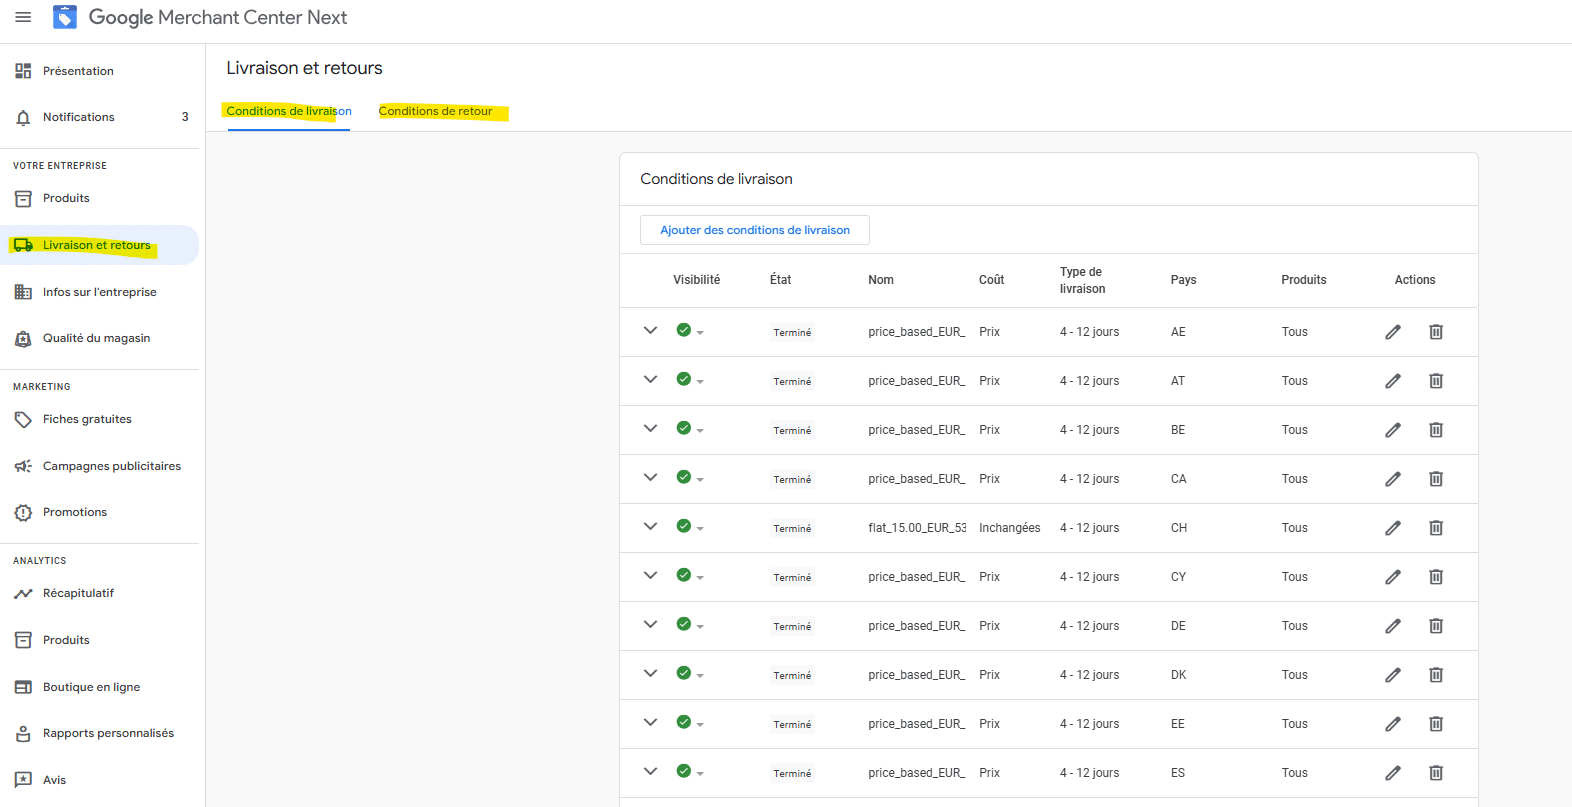 Google Merchant Center Next
Présentation
Notifications 3
VOTRE ENTREPRISE
Produits
Livraison et retours
Infos sur l'entreprise
Qualité du magasin
MARKETING
Fiches gratuites
Campagnes publicitaires
Promotions
ANALYTICS
Récapitulatif
Produits
Boutique en ligne
Rapports personnalisés
Avis
Livraison et retours
Conditions de livraison Conditions de retour
Conditions de livraison
Ajouter des conditions de livraison
Visibilité État Nom Coût Type de livraison Pays Produits Actions
Terminé price_based_EUR_ Prix 4 - 12 jours AE Tous
Terminé price_based_EUR_ Prix 4 - 12 jours AT Tous
Terminé price_based_EUR_ Prix 4 - 12 jours BE Tous
Terminé price_based_EUR_ Prix 4 - 12 jours CA Tous
Terminé flat_15.00_EUR_53 Inchangées 4 - 12 jours CH Tous
Terminé price_based_EUR_ Prix 4 - 12 jours CY Tous
Terminé price_based_EUR_ Prix 4 - 12 jours DE Tous
Terminé price_based_EUR_ Prix 4 - 12 jours DK Tous
Terminé price_based_EUR_ Prix 4 - 12 jours EE Tous
Terminé price_based_EUR_ Prix 4 - 12 jours ES Tous